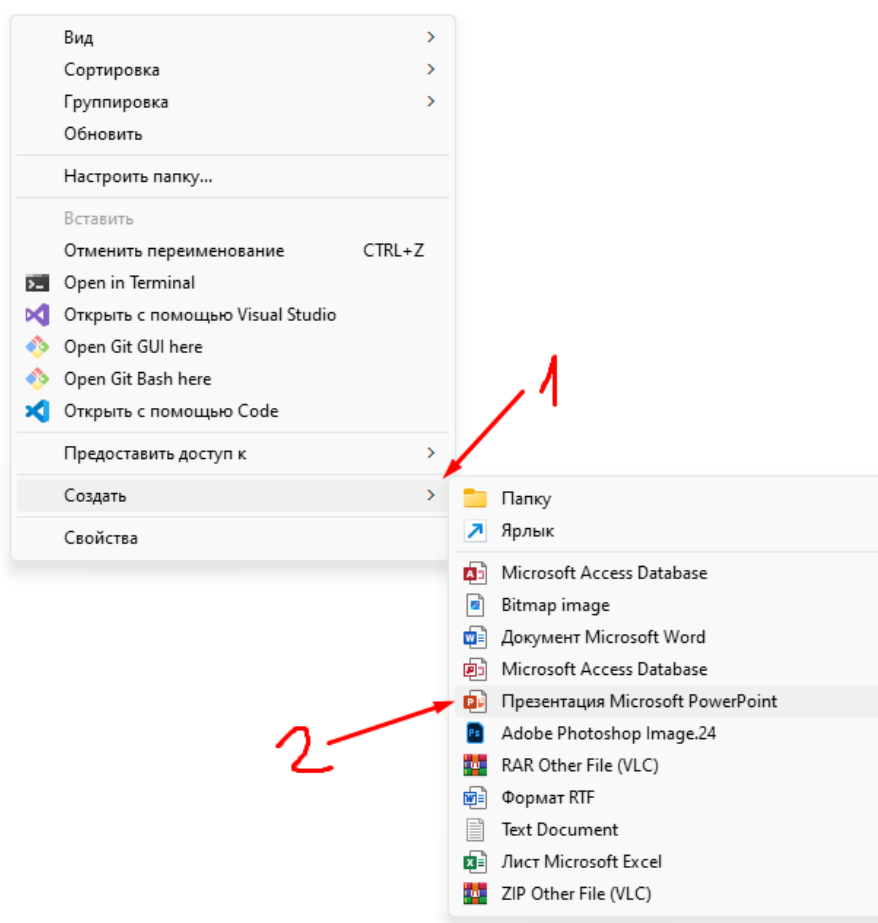 Вид
Сортировка
Группировка
Обновить
Настроить папку...
Вставить
Отменить переименование CTRL+Z
Open in Terminal
Открыть с помощью Visual Studio
Open Git GUI here
Open Git Bash here
Открыть с помощью Code
1
Предоставить доступ к
Создать
Свойства
Папку
Ярлык
Microsoft Access Database
Bitmap image
Документ Microsoft Word
Microsoft Access Database
Презентация Microsoft PowerPoint
2
Adobe Photoshop Image.24
RAR Other File (VLC)
Формат RTF
Text Document
Лист Microsoft Excel
ZIP Other File (VLC)